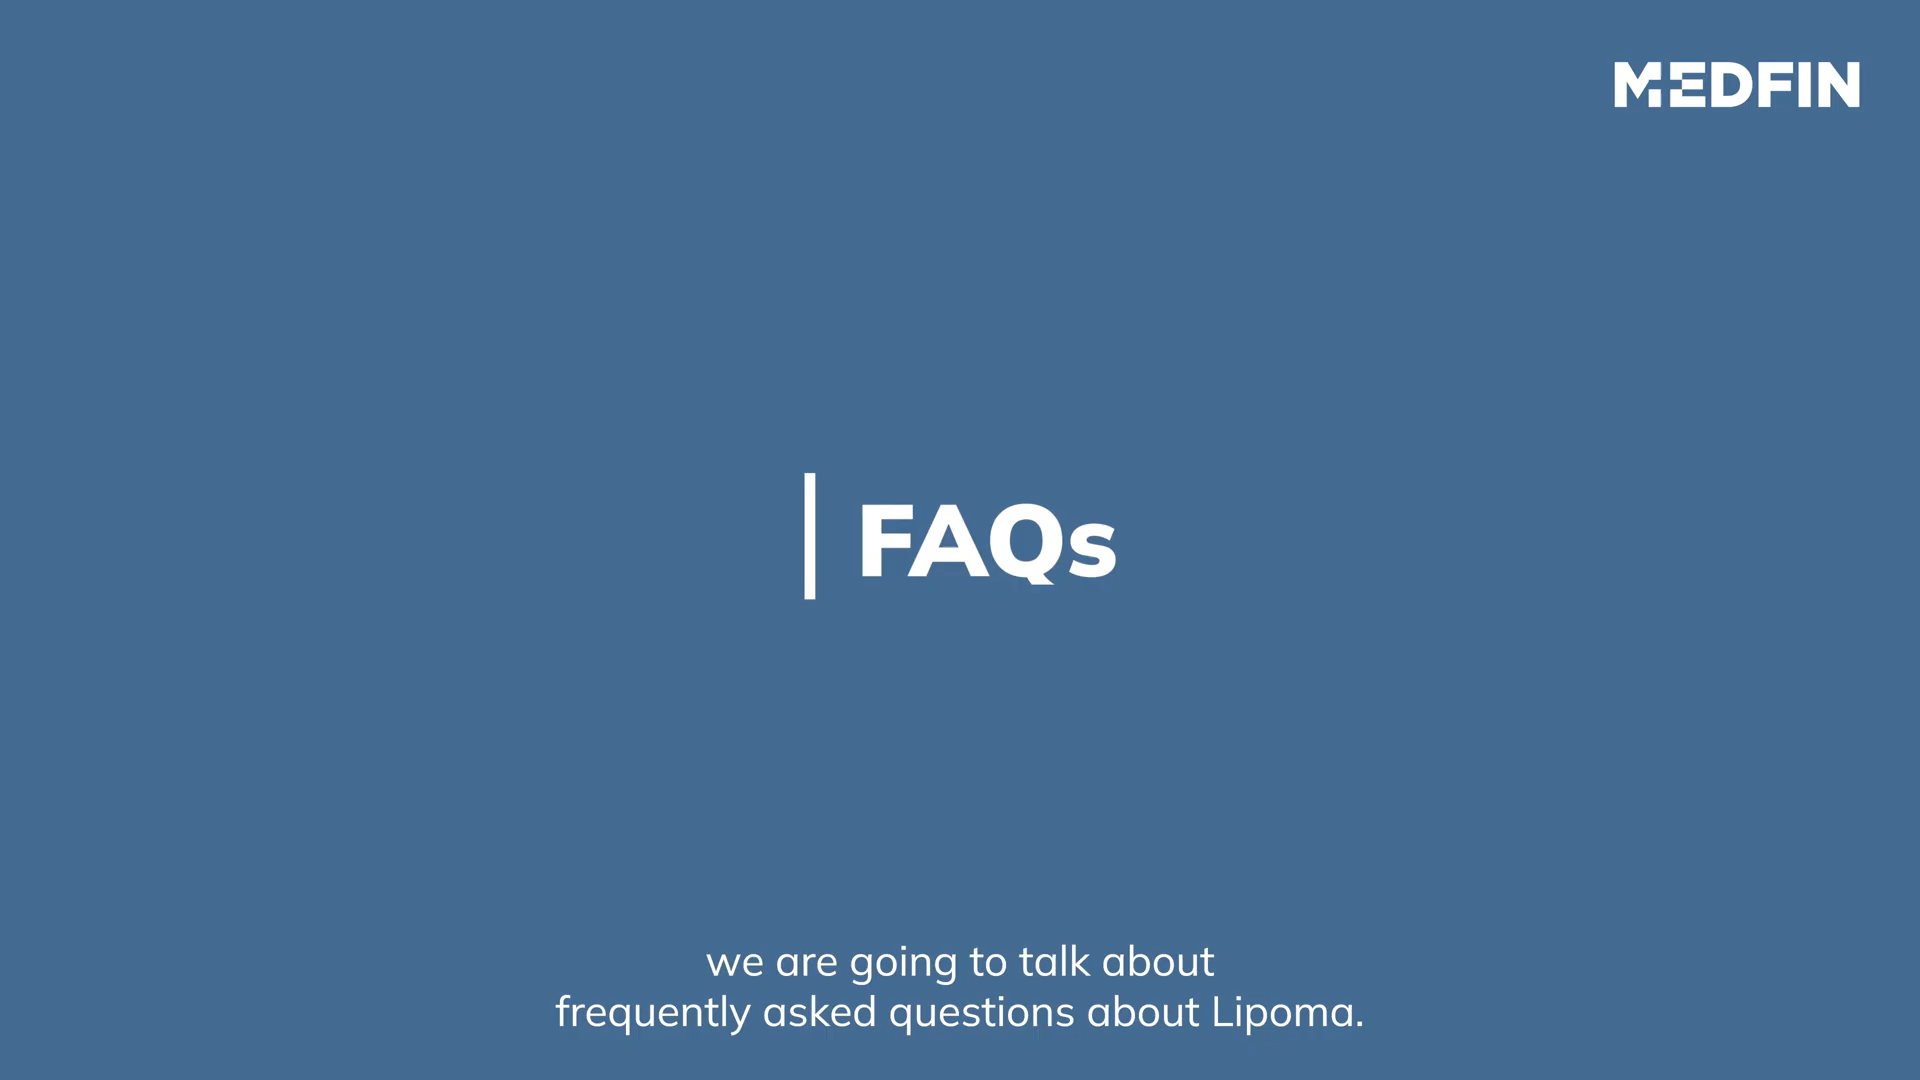 MEDFIN
FAQs
we are going to talk about
frequently asked questions about Lipoma.